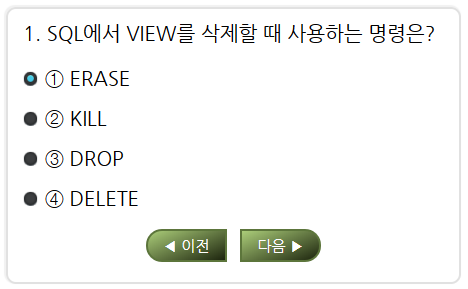 1. SQL에서 VIEW를 삭제할 때 사용하는 명령은?
① ERASE
② KILL
③ DROP
④ DELETE
◀ 이전 다음 ▶